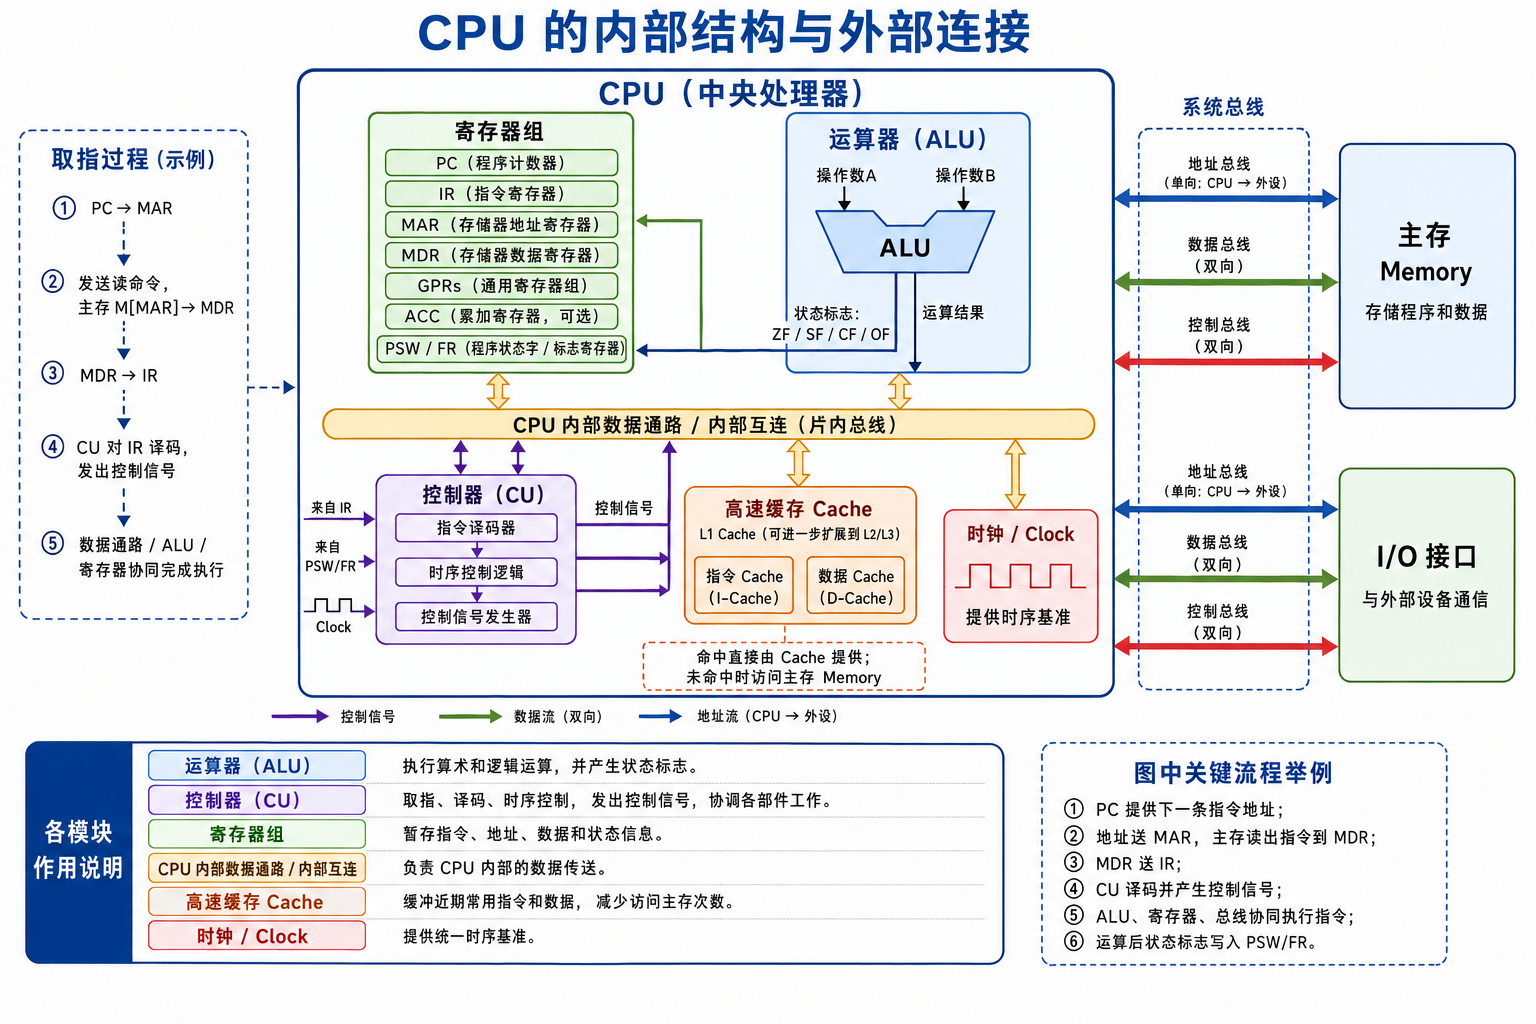 CPU 的内部结构与外部连接
取指过程 (示例)
① PC → MAR
② 发送读命令，
主存 M[MAR] → MDR
③ MDR → IR
④ CU 对 IR 译码，
发出控制信号
⑤ 数据通路 / ALU /
寄存器协同完成执行
CPU（中央处理器）
寄存器组
PC（程序计数器）
IR（指令寄存器）
MAR（存储器地址寄存器）
MDR（存储器数据寄存器）
GPRs（通用寄存器组）
ACC（累加寄存器，可选）
PSW / FR（程序状态字 / 标志寄存器）
运算器（ALU）
操作数A
操作数B
ALU
状态标志：
ZF / SF / CF / OF
运算结果
CPU 内部数据通路 / 内部互连（片内总线）
来自 IR
来自
PSW/FR
Clock
控制器（CU）
指令译码器
时序控制逻辑
控制信号发生器
控制信号
高速缓存 Cache
L1 Cache（可进一步扩展到 L2/L3）
指令 Cache
（I-Cache）
数据 Cache
（D-Cache）
命中直接由 Cache 提供；
未命中时访问主存 Memory
时钟 / Clock
提供时序基准
系统总线
地址总线
（单向：CPU → 外设）
数据总线
（双向）
控制总线
（双向）
地址总线
（单向：CPU → 外设）
数据总线
（双向）
控制总线
（双向）
主存
Memory
存储程序和数据
I/O 接口
与外部设备通信
控制信号
数据流（双向）
地址流（CPU → 外设）
各模块
作用说明
运算器（ALU） 执行算术和逻辑运算，并产生状态标志。
控制器（CU） 取指、译码、时序控制，发出控制信号，协调各部件工作。
寄存器组 暂存指令、地址、数据和状态信息。
CPU 内部数据通路 / 内部互连 负责 CPU 内部的数据传送。
高速缓存 Cache 缓冲近期常用指令和数据，减少访问主存次数。
时钟 / Clock 提供统一时序基准。
图中关键流程举例
① PC 提供下一条指令地址；
② 地址送 MAR，主存读出指令到 MDR；
③ MDR 送 IR；
④ CU 译码并产生控制信号；
⑤ ALU、寄存器、总线协同执行指令；
⑥ 运算后状态标志写入 PSW/FR。